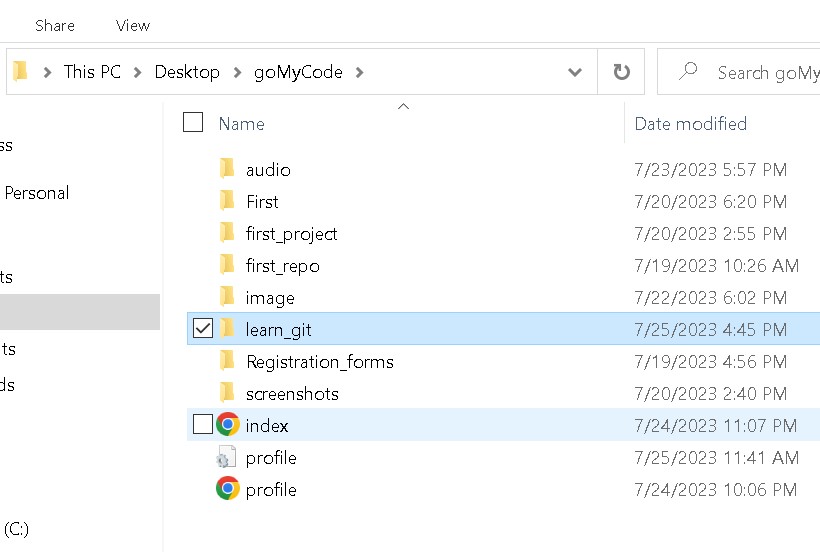 Share View
This PC Desktop goMyCode Search goMy
Name Date modified
ss
audio 7/23/2023 5:57 PM
Personal
First 7/20/2023 6:20 PM
first_project 7/20/2023 2:55 PM
first_repo 7/19/2023 10:26 AM
ts
image 7/22/2023 6:02 PM
learn_git 7/25/2023 4:45 PM
ts
Registration_forms 7/19/2023 4:56 PM
ds
screenshots 7/20/2023 2:40 PM
index 7/24/2023 11:07 PM
profile 7/25/2023 11:41 AM
profile 7/24/2023 10:06 PM
(C:)